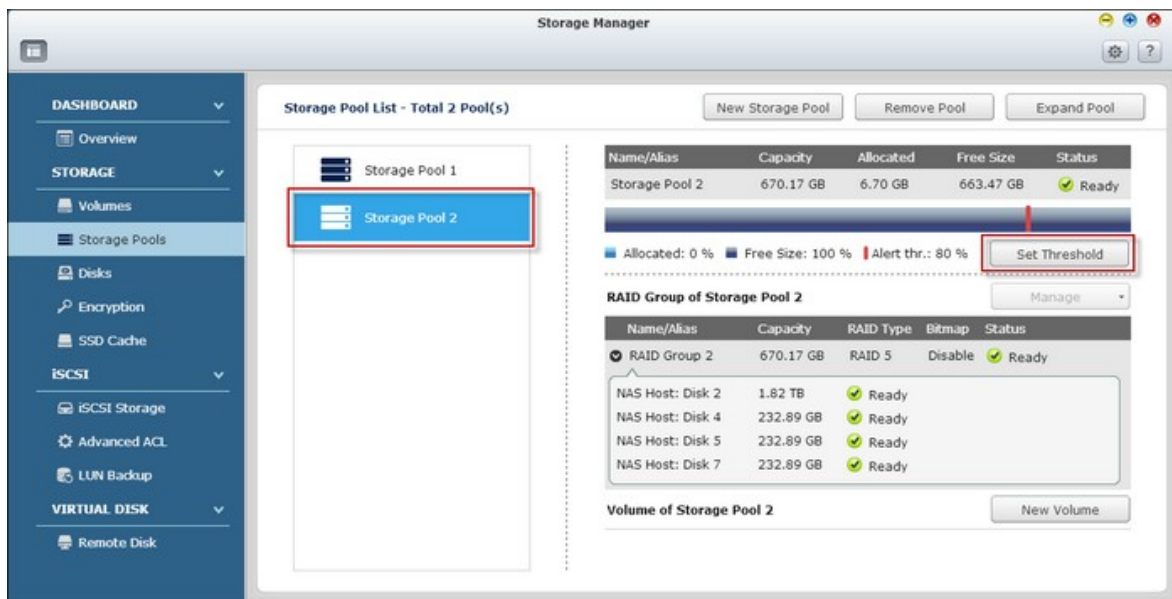 Storage Manager
?
DASHBOARD
Overview
STORAGE
Volumes
Storage Pools
Disks
Encryption
SSD Cache
iSCSI
iSCSI Storage
Advanced ACL
LUN Backup
VIRTUAL DISK
Remote Disk
Storage Pool List - Total 2 Pool(s)
New Storage Pool Remove Pool Expand Pool
Storage Pool 1
Storage Pool 2
Name/Alias Capacity Allocated Free Size Status
Storage Pool 2 670.17 GB 6.70 GB 663.47 GB Ready
Allocated: 0 % Free Size: 100 % Alert thr.: 80 % Set Threshold
RAID Group of Storage Pool 2 Manage
Name/Alias Capacity RAID Type Bitmap Status
RAID Group 2 670.17 GB RAID 5 Disable Ready
NAS Host: Disk 2 1.82 TB Ready
NAS Host: Disk 4 232.89 GB Ready
NAS Host: Disk 5 232.89 GB Ready
NAS Host: Disk 7 232.89 GB Ready
Volume of Storage Pool 2 New Volume